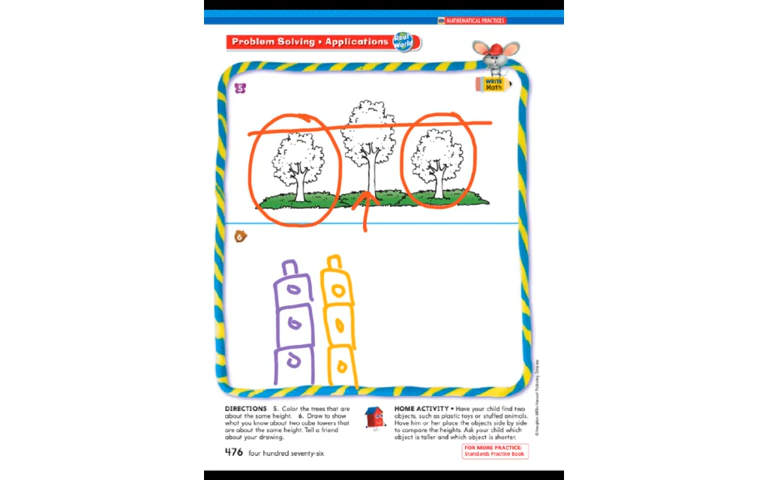 MATHEMATICAL PRACTICES
Problem Solving • Applications
Real World
WRITE Math
5
6
DIRECTIONS 5. Color the trees that are
about the same height. 6. Draw to show
what you know about two cube towers that
are about the same height. Tell a friend
about your drawing.
HOME ACTIVITY • Have your child find two
objects, such as plastic toys or stuffed animals.
Have him or her place the objects side by side
to compare the heights. Ask your child which
object is taller and which object is shorter.
FOR MORE PRACTICE:
Standards Practice Book
476 four hundred seventy-six